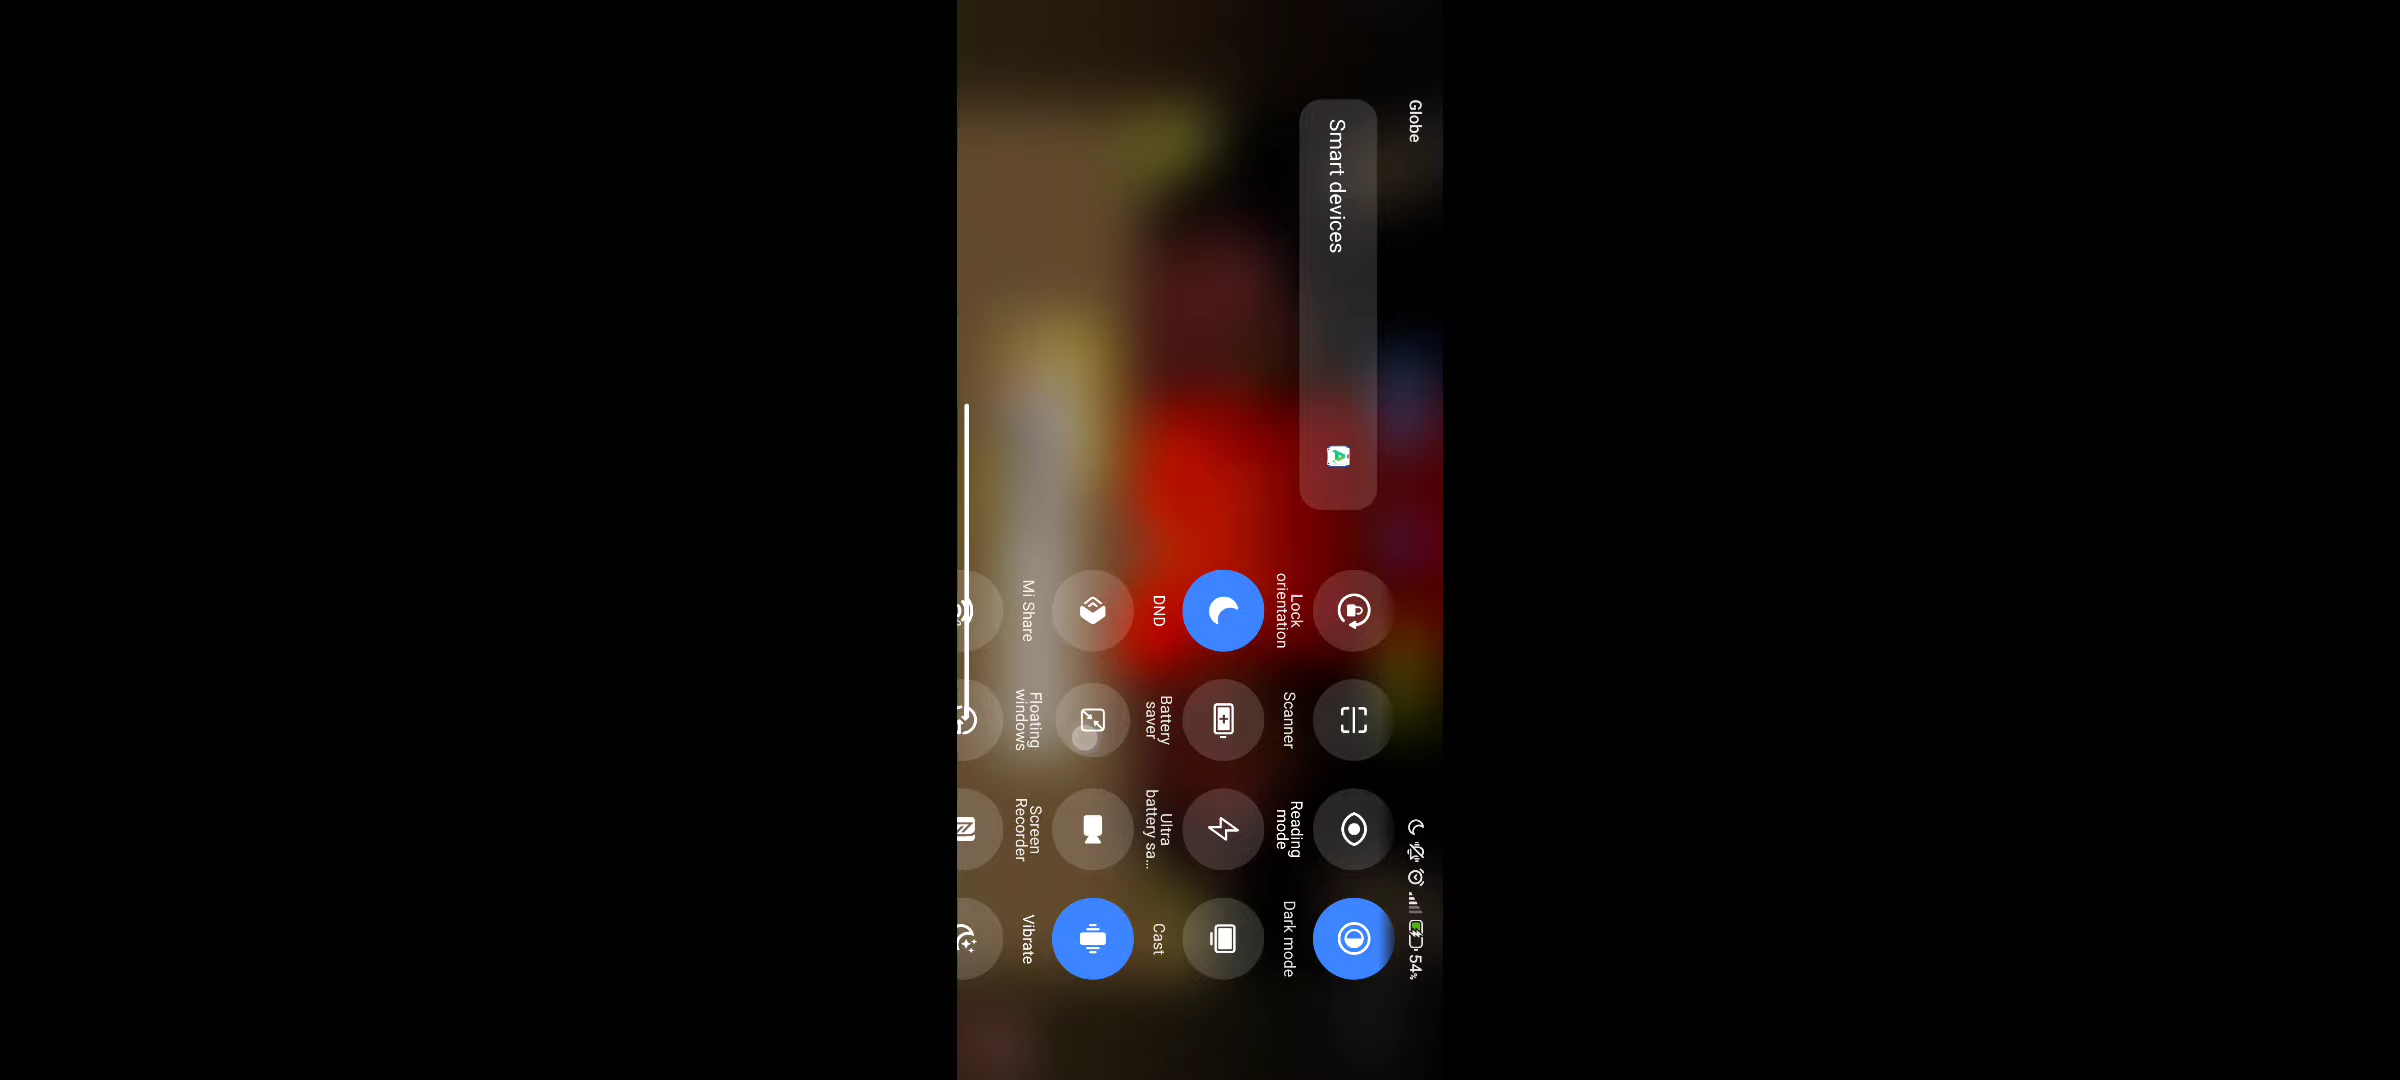 Globe
54%
Smart devices
Lock
orientation
Scanner
Reading
mode
Dark mode
DND
Battery
saver
Ultra
battery sa...
Cast
Mi Share
Floating
windows
Screen
Recorder
Vibrate